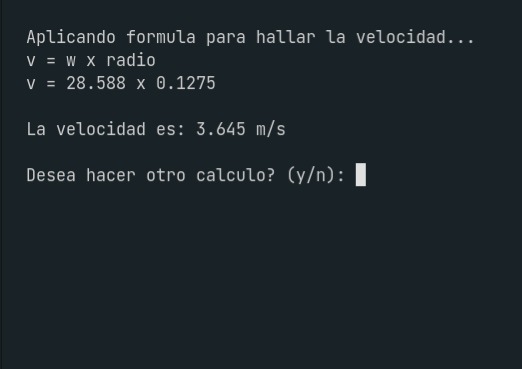 Aplicando formula para hallar la velocidad...
v = w x radio
v = 28.588 x 0.1275
La velocidad es: 3.645 m/s
Desea hacer otro calculo? (y/n):